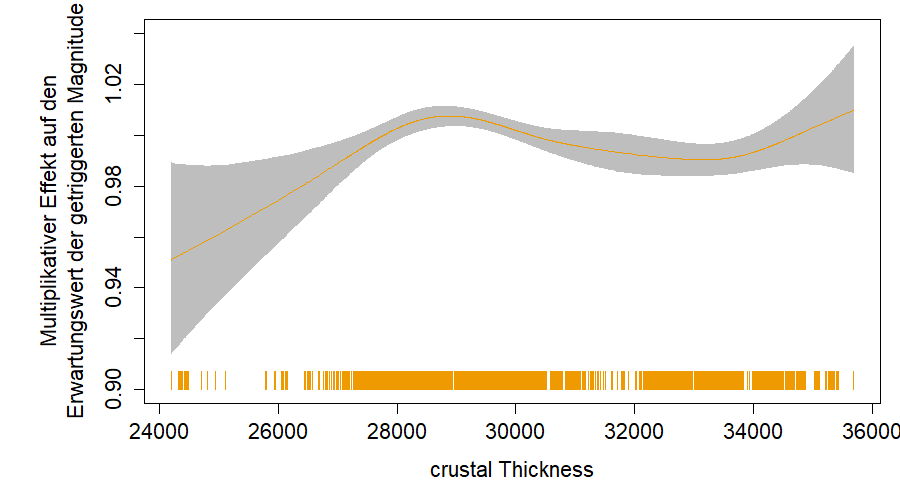 Multiplikativer Effekt auf den
Erwartungswert der getriggerten Magnitude
1.02
0.98
0.94
0.90
24000 26000 28000 30000 32000 34000 36000
crustal Thickness